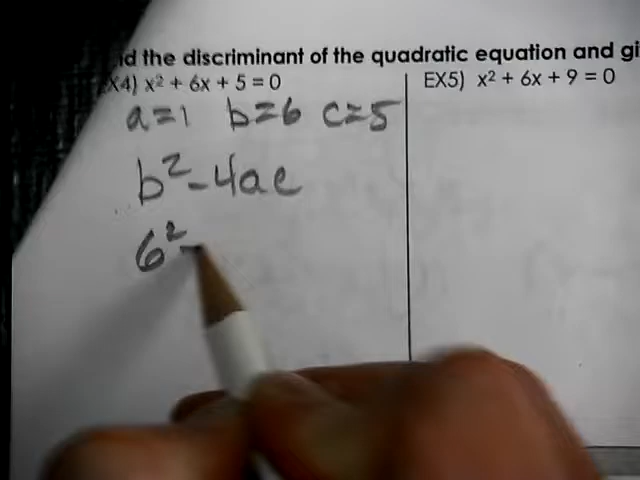 id the discriminant of the quadratic equation and gi
X4) x² + 6x + 5 = 0
a=1 b=6 c=5
b²-4ac
6²-
EX5) x² + 6x + 9 = 0